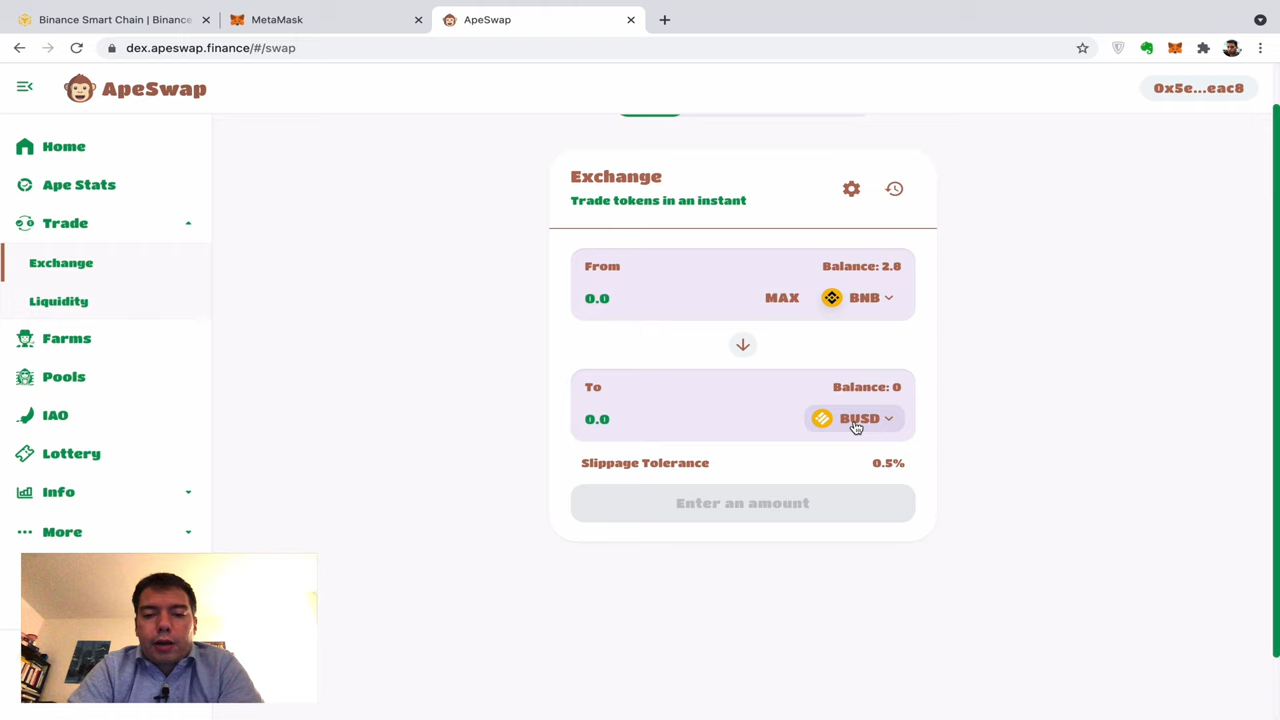 Binance Smart Chain | Binance
MetaMask
ApeSwap
dex.apeswap.finance/#/swap
ApeSwap
0x5e...eac8
Home
Ape Stats
Trade
Exchange
Liquidity
Farms
Pools
IAO
Lottery
Info
More
Exchange
Trade tokens in an instant
From
Balance: 2.8
0.0
MAX
BNB
To
Balance: 0
0.0
BUSD
Slippage Tolerance
0.5%
Enter an amount